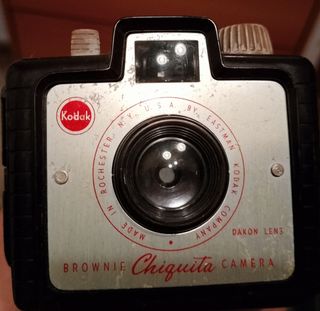 Kodak
MADE IN ROCHESTER, N.Y. U.S.A. BY EASTMAN KODAK COMPANY
DAKON LENS
BROWNIE Chiquita CAMERA